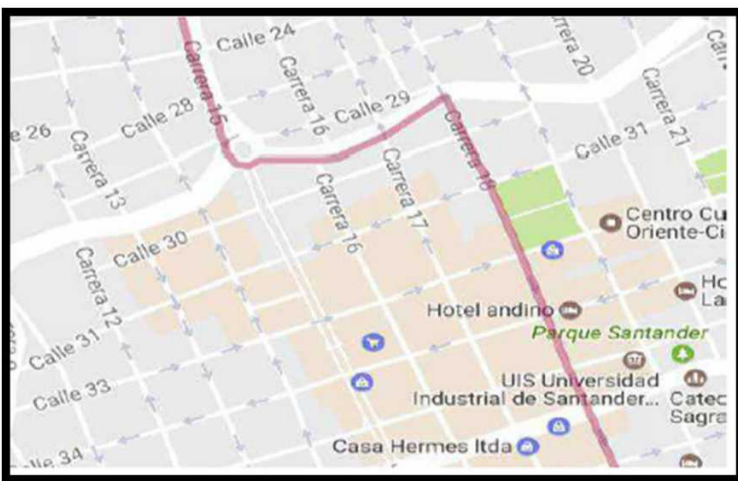 Calle 24
Carrera 15
Carrera 16
Carrera 20
Calle 28
Calle 29
Carrera 21
26
Carrera 13
Carrera 18
Calle 31
Carrera 16
Carrera 17
Centro Cu
Oriente-Ci
Calle 30
Carrera 12
Hotel andino
Ho
La
Parque Santander
Calle 31
UIS Universidad
Industrial de Santander...
Catec
Sagra
Calle 33
Casa Hermes ltda
34